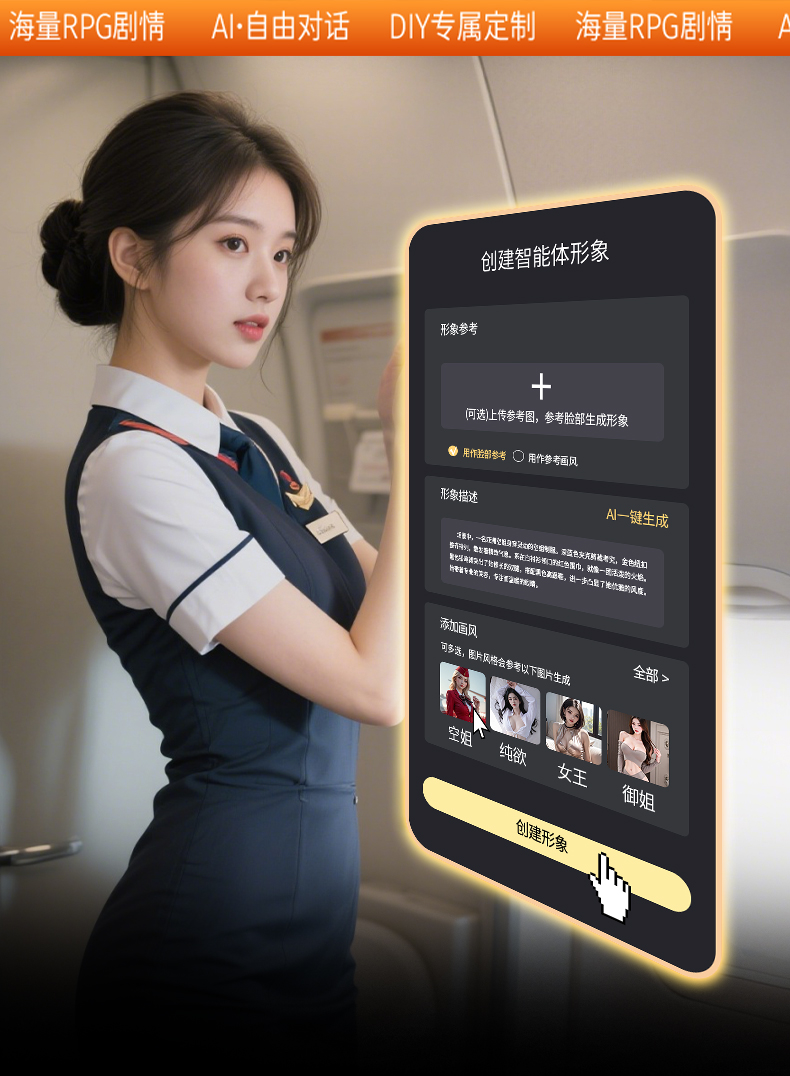 海量RPG剧情 AI·自由对话 DIY专属定制 海量RPG剧情 A
创建智能体形象
形象参考
(可选)上传参考图，参考脸部生成形象
用作脸部参考 用作参考画风
形象描述
AI一键生成
添加画风
可多选，图片风格会参考以下图片生成
全部 >
空姐 纯欲 女王 御姐
创建形象